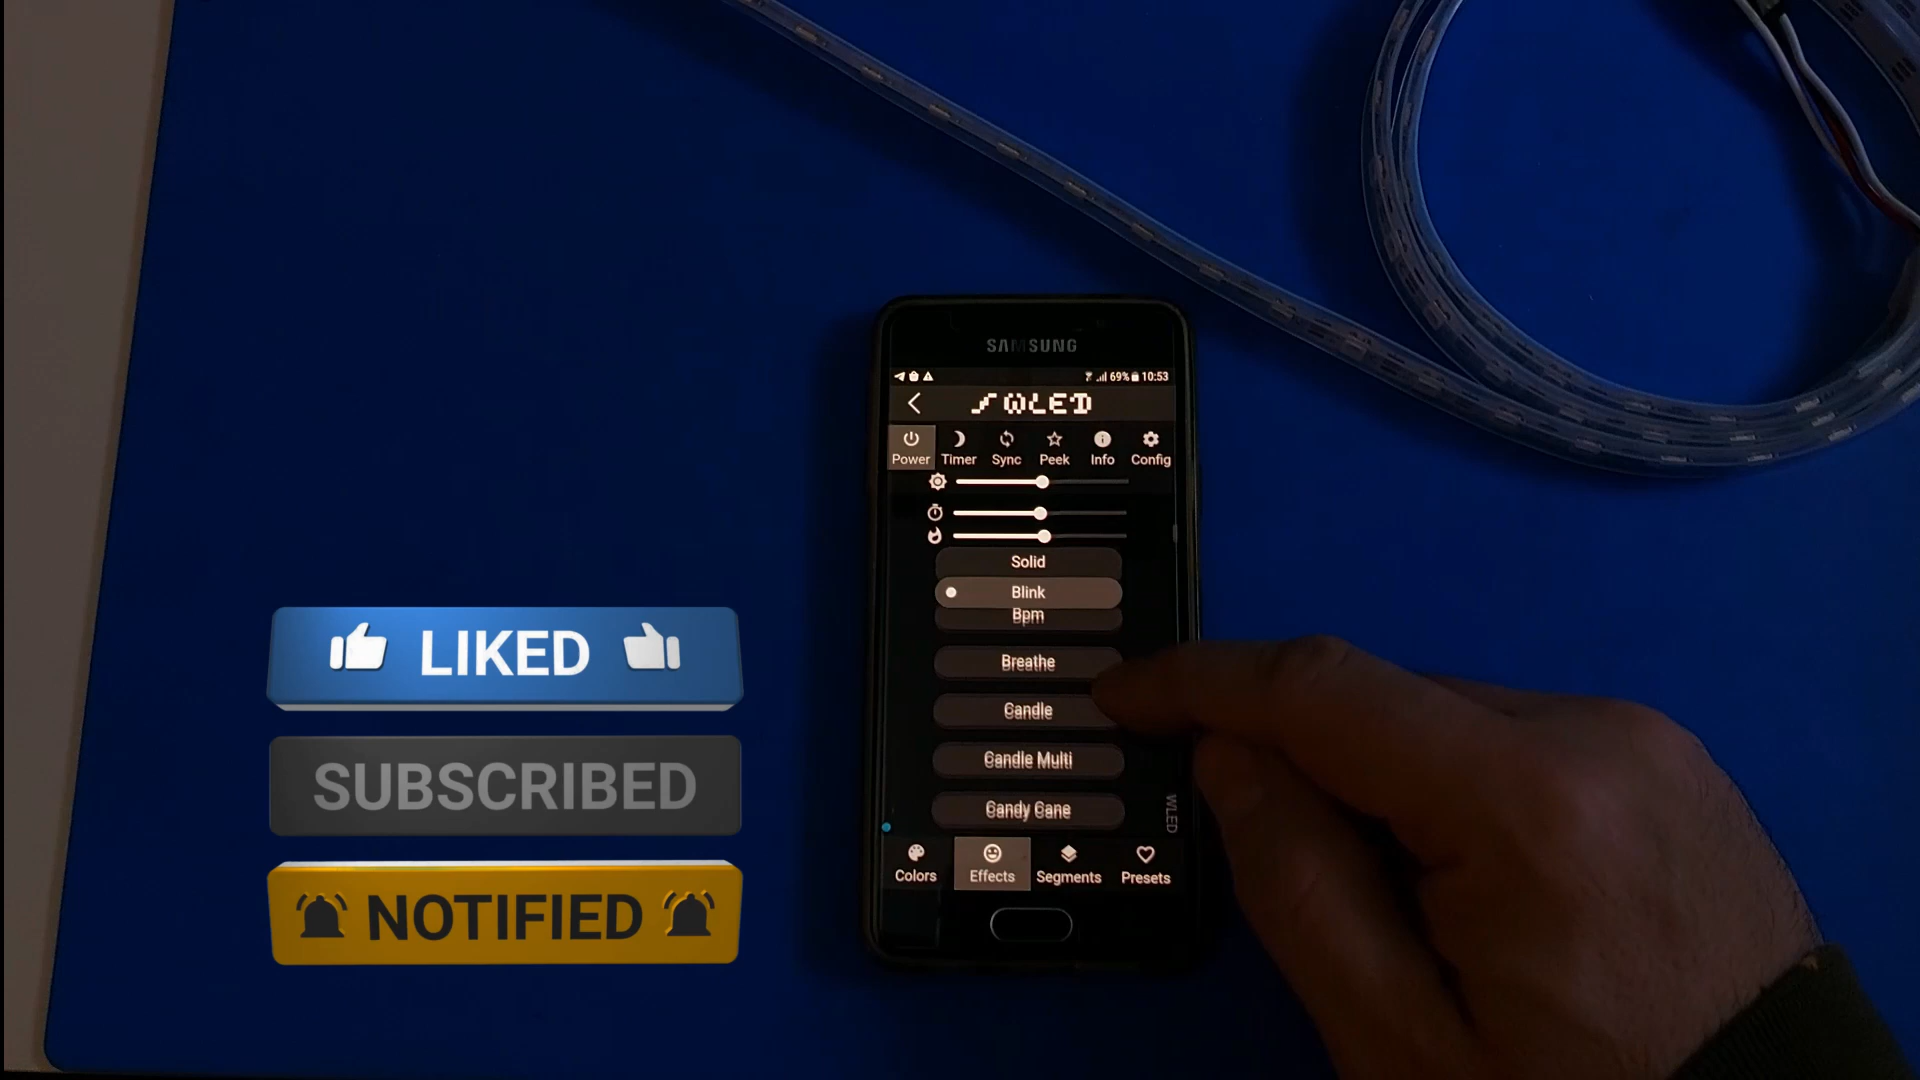 SAMSUNG
69% 10:53
WLED
Power Timer Sync Peek Info Config
Solid
Blink
Bpm
Breathe
Candle
Candle Multi
Candy Cane
WLED
Colors Effects Segments Presets
LIKED
SUBSCRIBED
NOTIFIED